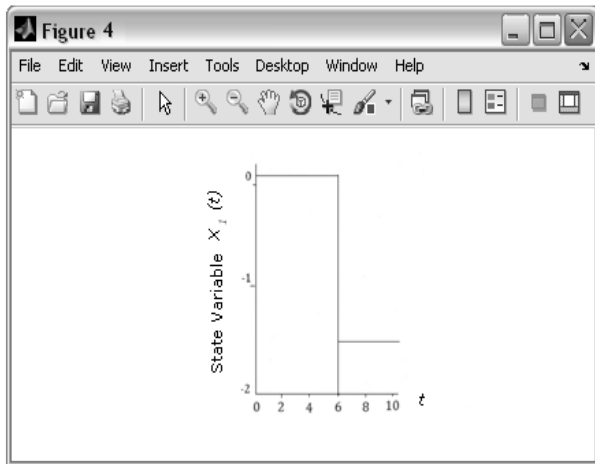 Figure 4
File Edit View Insert Tools Desktop Window Help
State Variable X1 (t)
0
-1
-2
0 2 4 6 8 10 t